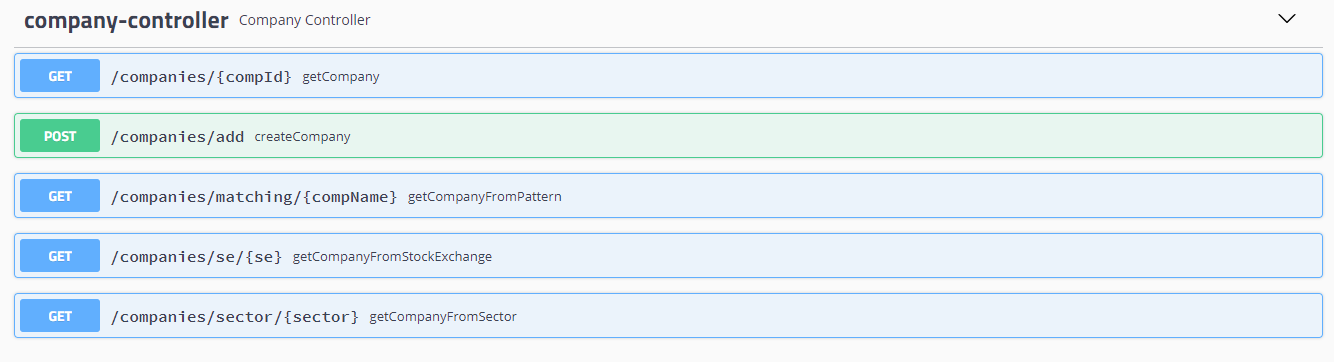 company-controller Company Controller
GET /companies/{compId} getCompany
POST /companies/add createCompany
GET /companies/matching/{compName} getCompanyFromPattern
GET /companies/se/{se} getCompanyFromStockExchange
GET /companies/sector/{sector} getCompanyFromSector